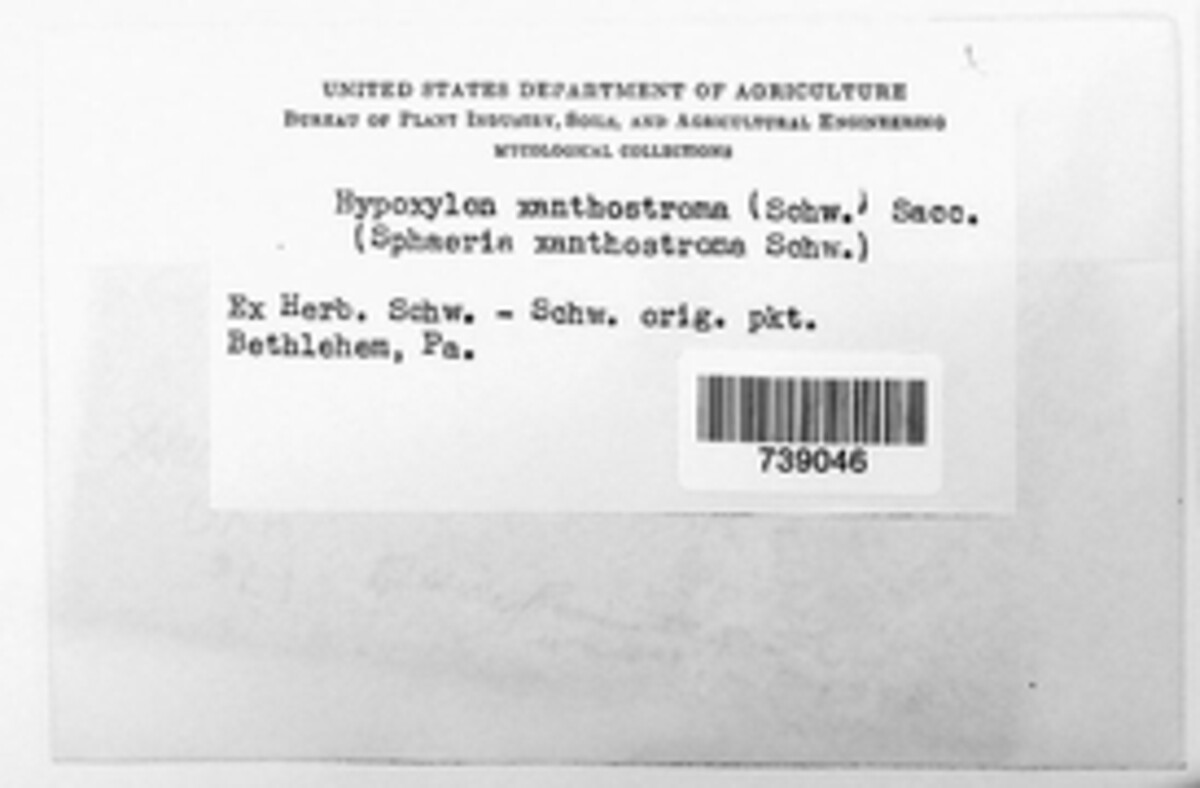 UNITED STATES DEPARTMENT OF AGRICULTURE
BUREAU OF PLANT INDUSTRY, SOILS, AND AGRICULTURAL ENGINEERING
MYCOLOGICAL COLLECTIONS
Hypoxylon xanthostroma (Schw.) Sacc.
(Sphaeria xanthostroma Schw.)
Ex Herb. Schw. - Schw. orig. pkt.
Bethlehem, Pa.
739046